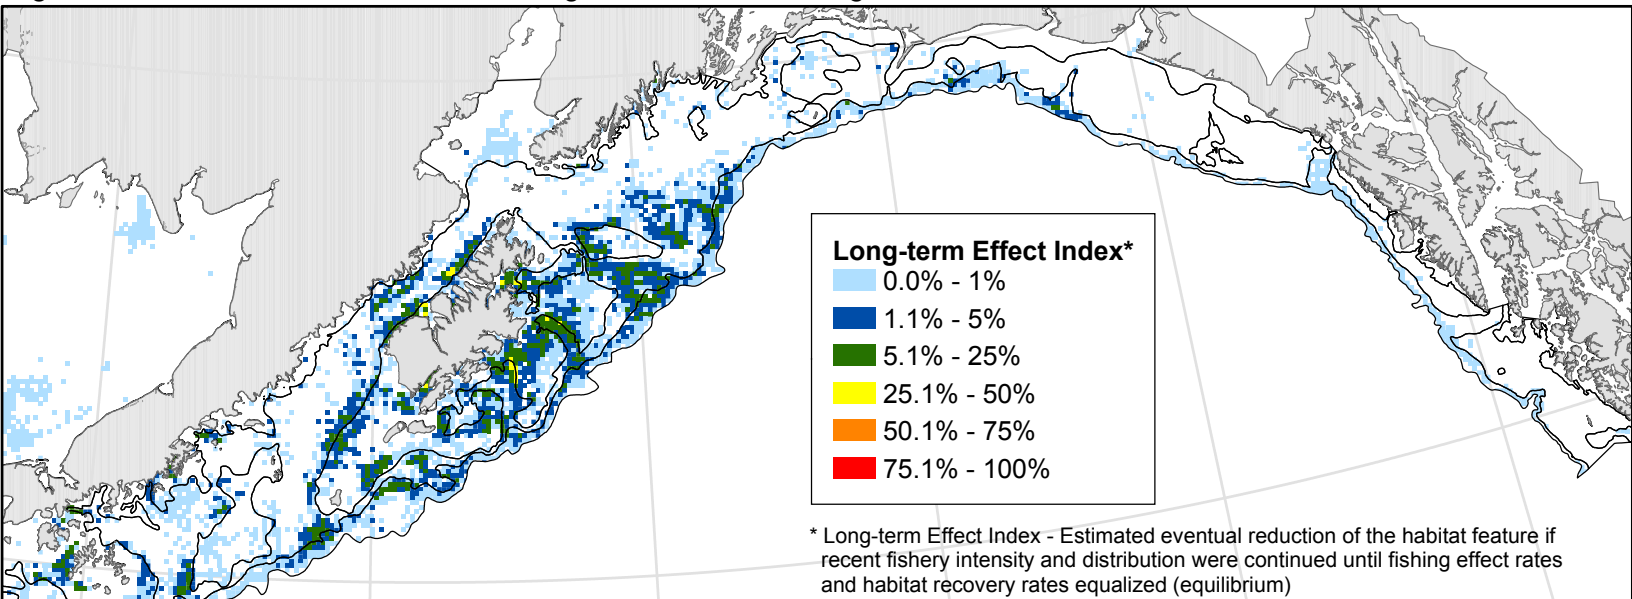 Long-term Effect Index*
0.0% - 1%
1.1% - 5%
5.1% - 25%
25.1% - 50%
50.1% - 75%
75.1% - 100%
* Long-term Effect Index - Estimated eventual reduction of the habitat feature if
recent fishery intensity and distribution were continued until fishing effect rates
and habitat recovery rates equalized (equilibrium)